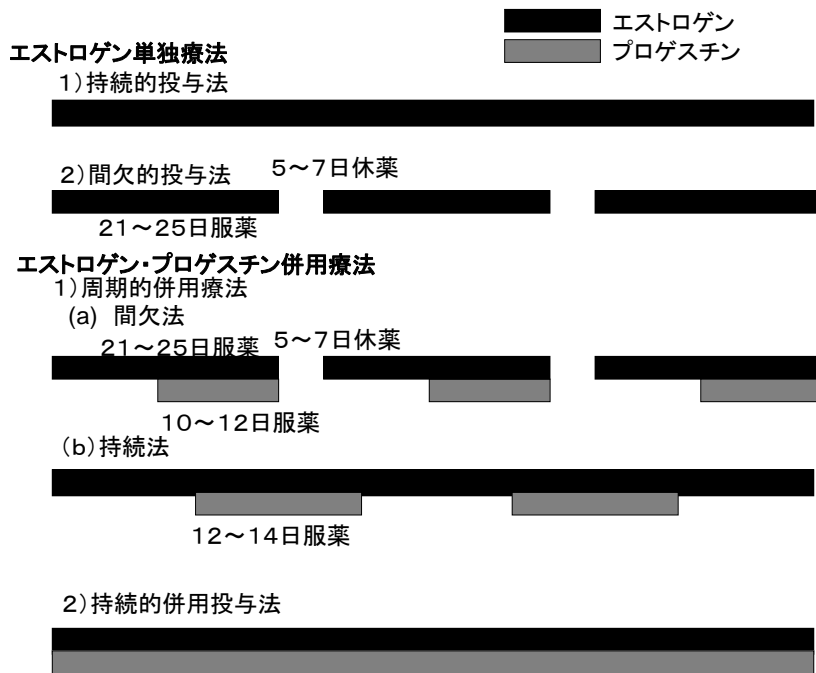 エストロゲン
プロゲスチン
エストロゲン単独療法
1)持続的投与法
2)間欠的投与法
5～7日休薬
21～25日服薬
エストロゲン・プロゲスチン併用療法
1)周期的併用療法
(a) 間欠法
21～25日服薬
5～7日休薬
10～12日服薬
(b)持続法
12～14日服薬
2)持続的併用投与法